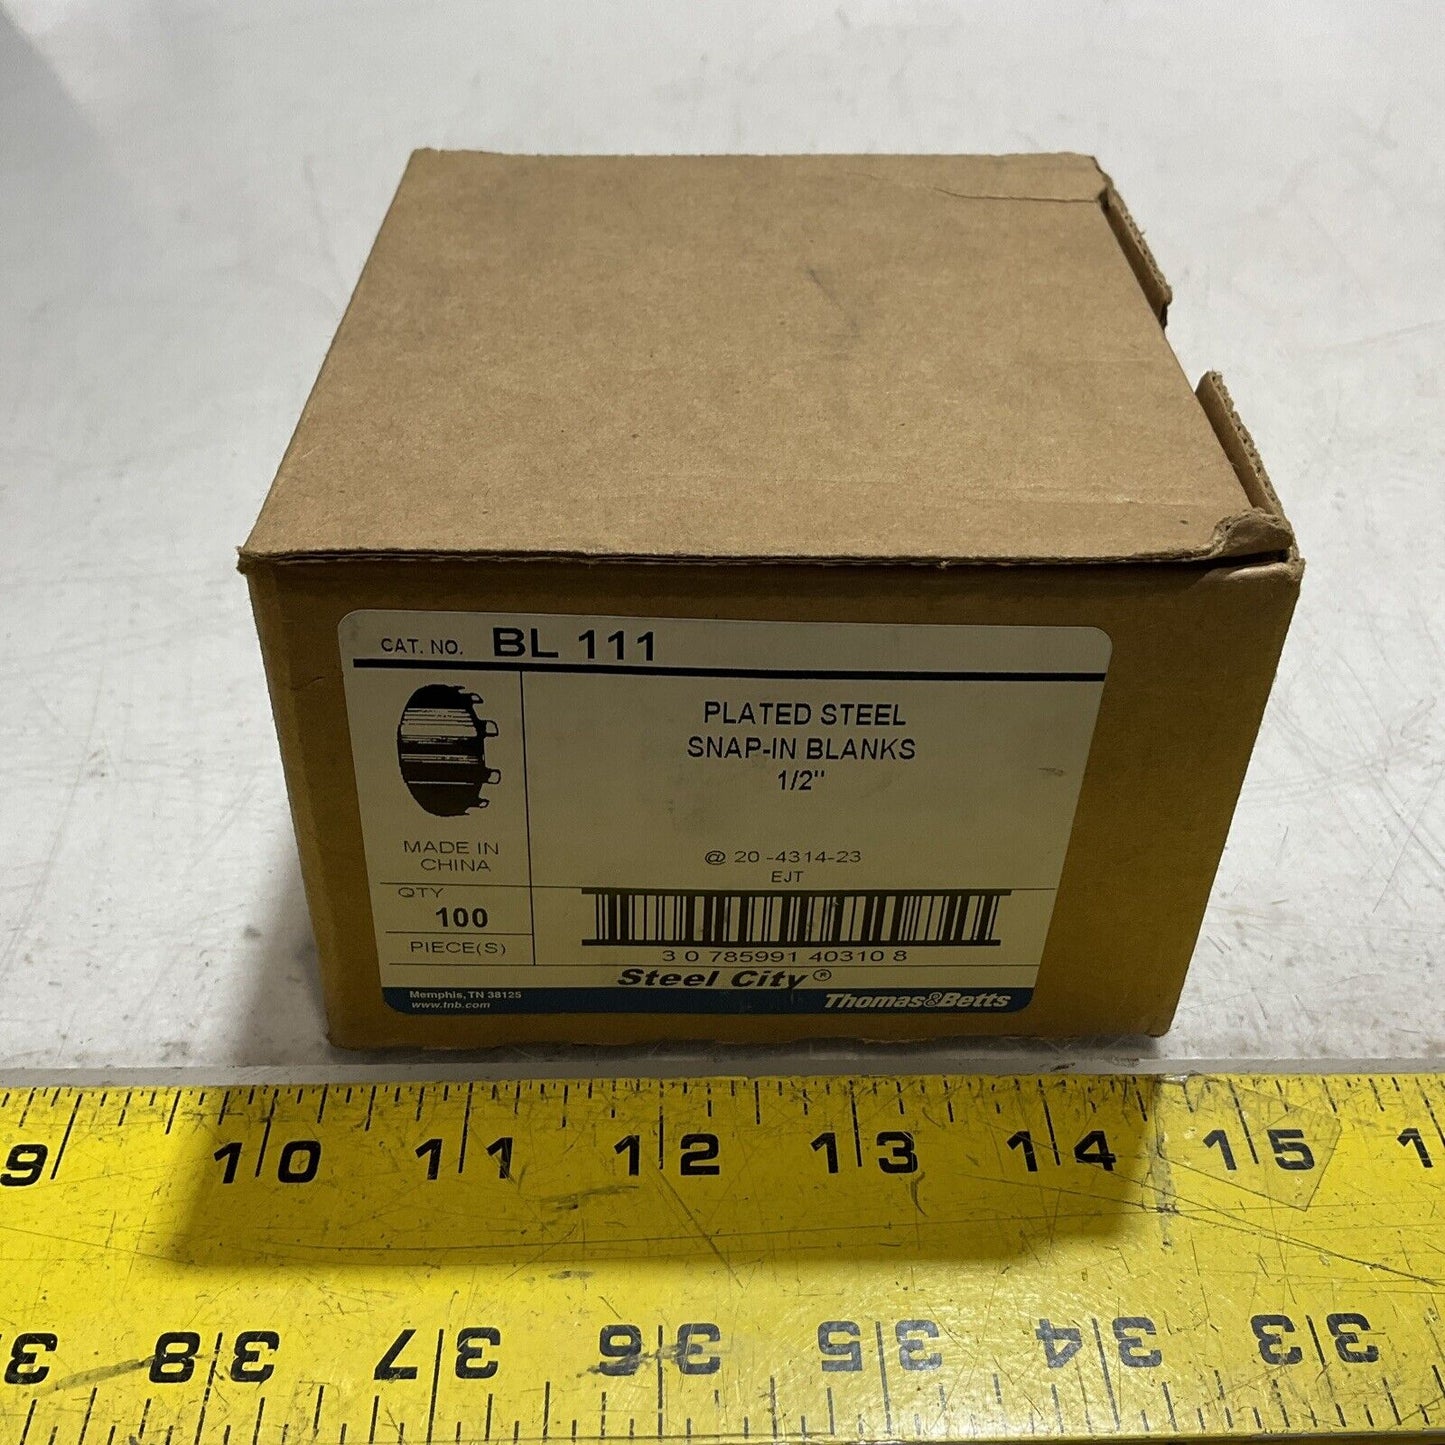 CAT. NO. BL 111
PLATED STEEL
SNAP-IN BLANKS
1/2"
MADE IN
CHINA
@ 20-4314-23
EJT
QTY
100
PIECE(S)
3 0 785991 40310 8
Steel City®
Memphis, TN 38125
www.tnb.com
Thomas&Betts
9 10 11 12 13 14 15 1
3 38 37 36 35 34 33